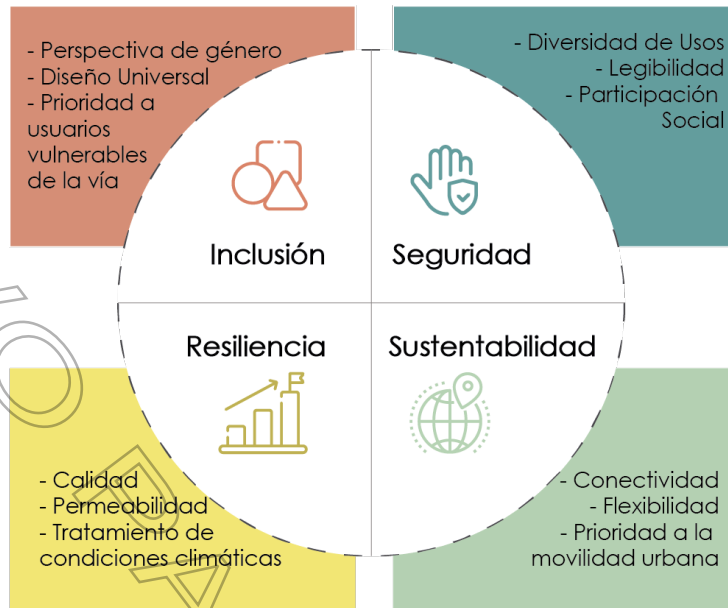 - Perspectiva de género
- Diseño Universal
- Prioridad a
usuarios
vulnerables
de la vía
- Diversidad de Usos
- Legibilidad
- Participación
Social
Inclusión
Seguridad
Resiliencia
Sustentabilidad
- Calidad
- Permeabilidad
- Tratamiento de
condiciones climáticas
- Conectividad
- Flexibilidad
- Prioridad a la
movilidad urbana